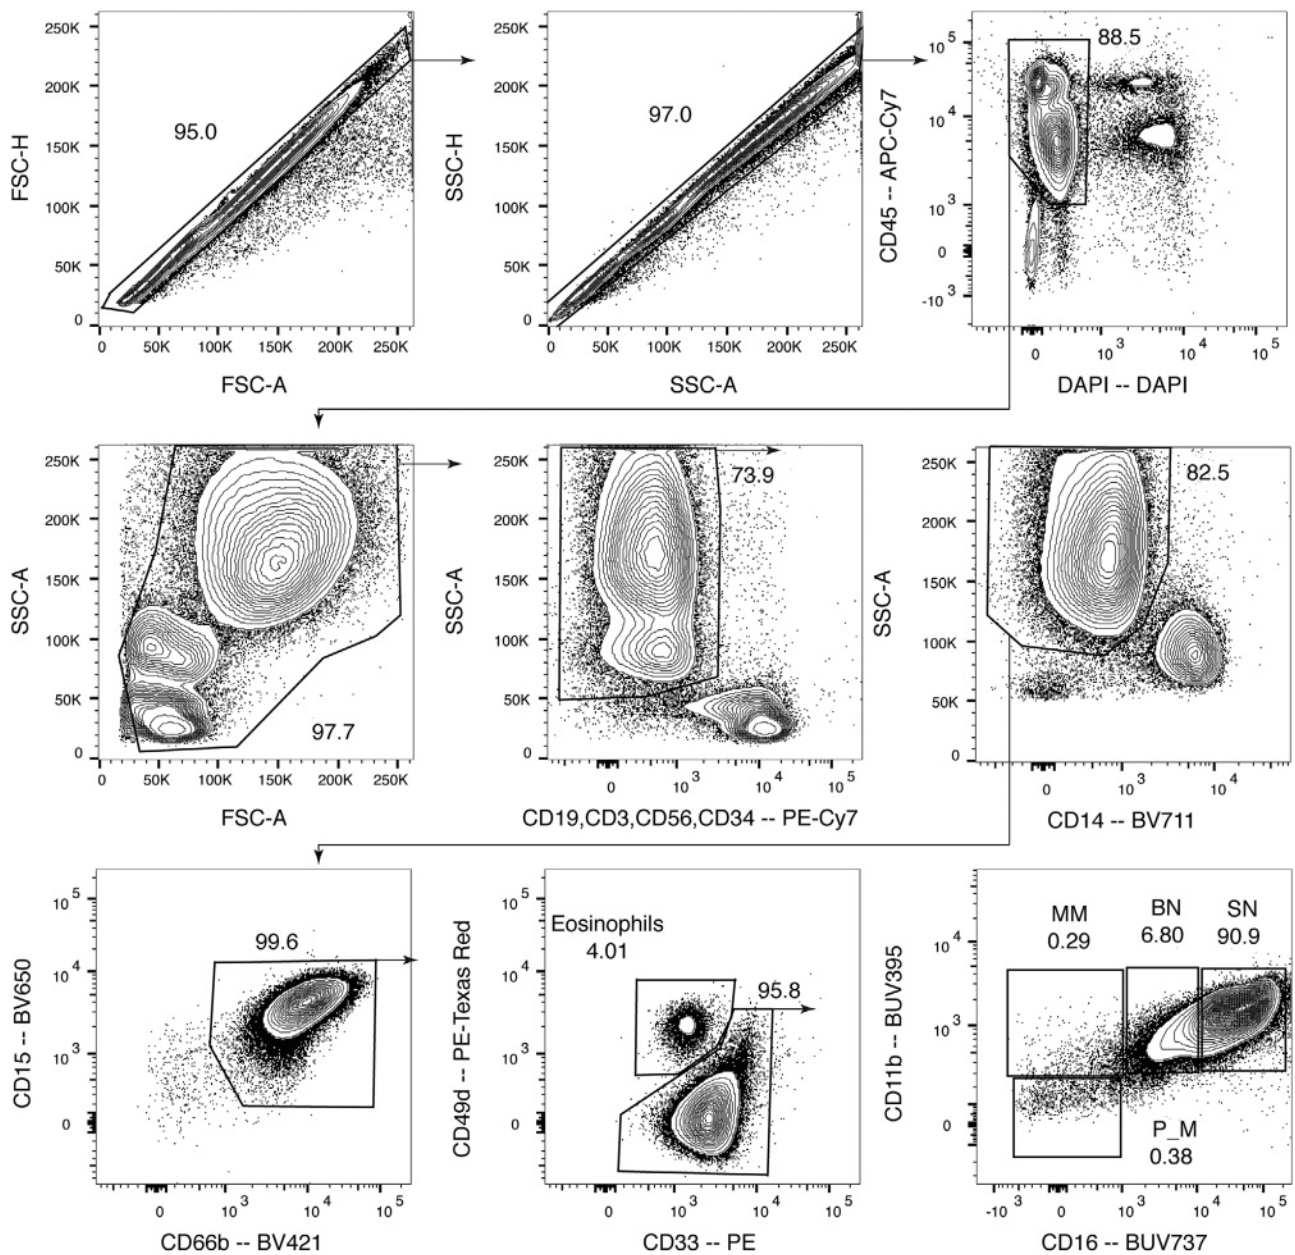 250K
200K
150K
100K
50K
0
FSC-H
95.0
0 50K 100K 150K 200K 250K
FSC-A
250K
200K
150K
100K
50K
0
SSC-H
97.0
0 50K 100K 150K 200K 250K
SSC-A
10 5
10 4
10 3
0
-10 3
CD45 -- APC-Cy7
88.5
0 10 3 10 4 10 5
DAPI -- DAPI
250K
200K
150K
100K
50K
0
SSC-A
97.7
0 50K 100K 150K 200K 250K
FSC-A
250K
200K
150K
100K
50K
0
SSC-A
73.9
0 10 3 10 4 10 5
CD19,CD3,CD56,CD34 -- PE-Cy7
250K
200K
150K
100K
50K
0
SSC-A
82.5
0 10 3 10 4
CD14 -- BV711
10 5
10 4
10 3
0
CD15 -- BV650
99.6
0 10 3 10 4 10 5
CD66b -- BV421
10 5
10 4
10 3
0
CD49d -- PE-Texas Red
Eosinophils
4.01
95.8
0 10 3 10 4 10 5
CD33 -- PE
10 4
10 3
0
CD11b -- BUV395
MM
0.29
BN
6.80
SN
90.9
P_M
0.38
-10 3 0 10 3 10 4 10 5
CD16 -- BUV737